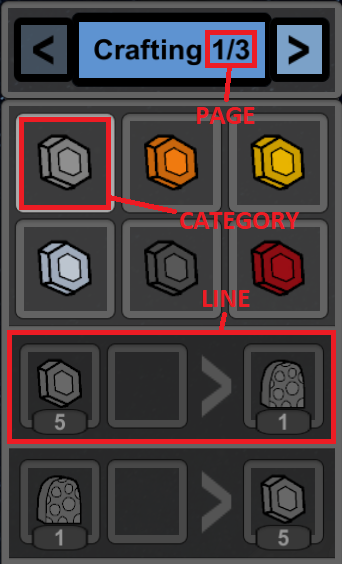 < Crafting 1/3 >
PAGE
CATEGORY
LINE
5 > 1
1 > 5